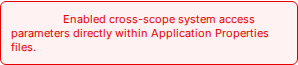 Enabled cross-scope system access
parameters directly within Application Properties
files.